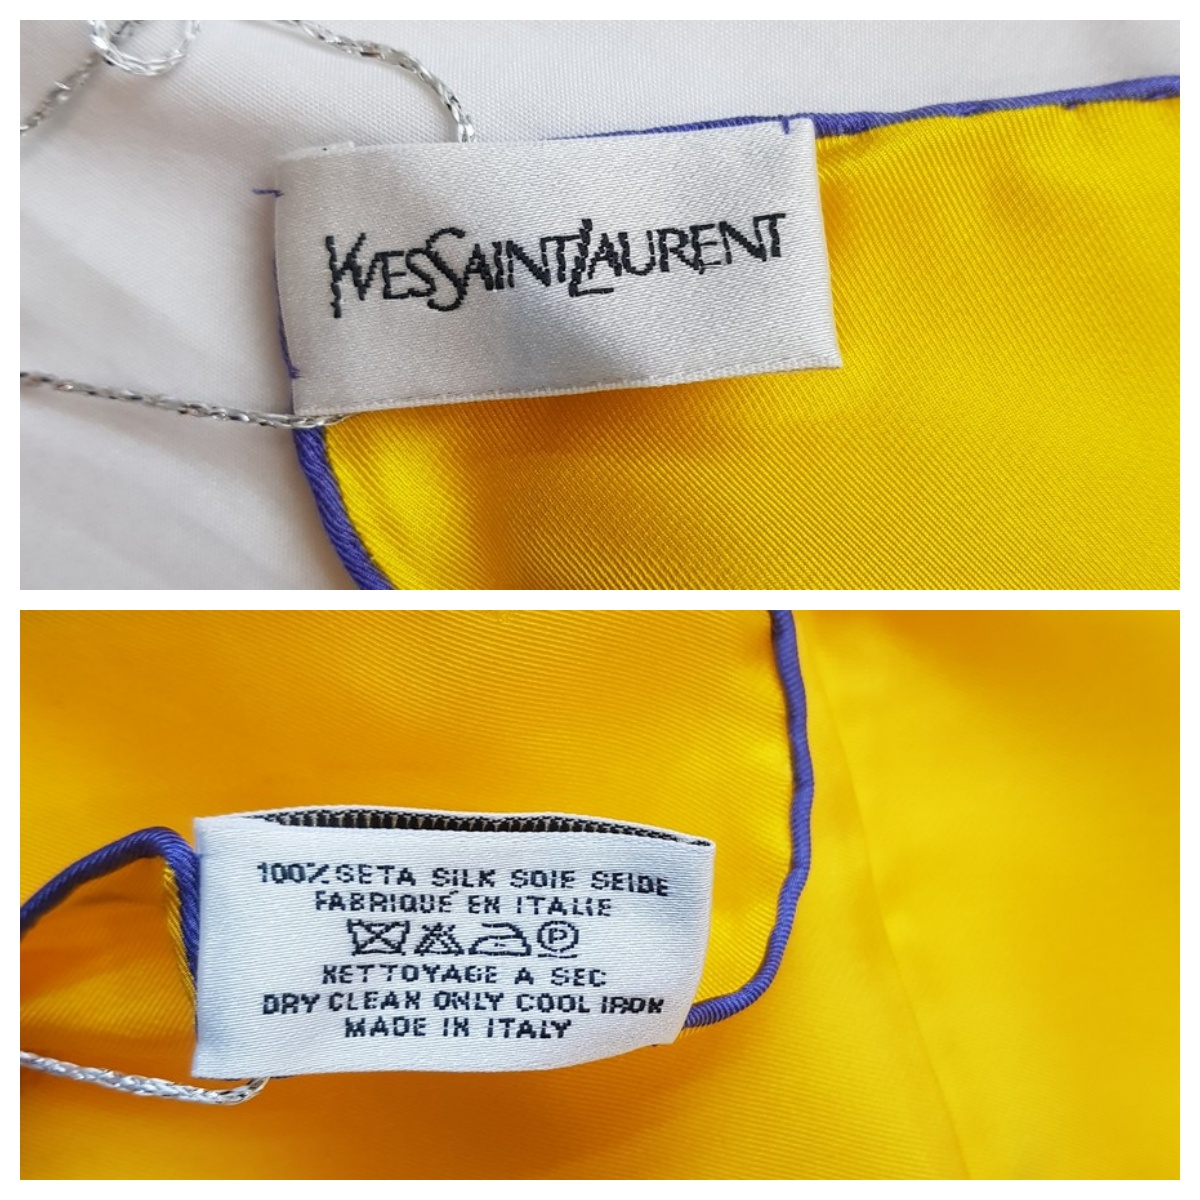 YVESSAINTLAURENT
100% SETA SILK SOIE SEIDE
FABRIQUÉ EN ITALIE
P
NETTOYAGE A SEC
DRY CLEAN ONLY COOL IRON
MADE IN ITALY